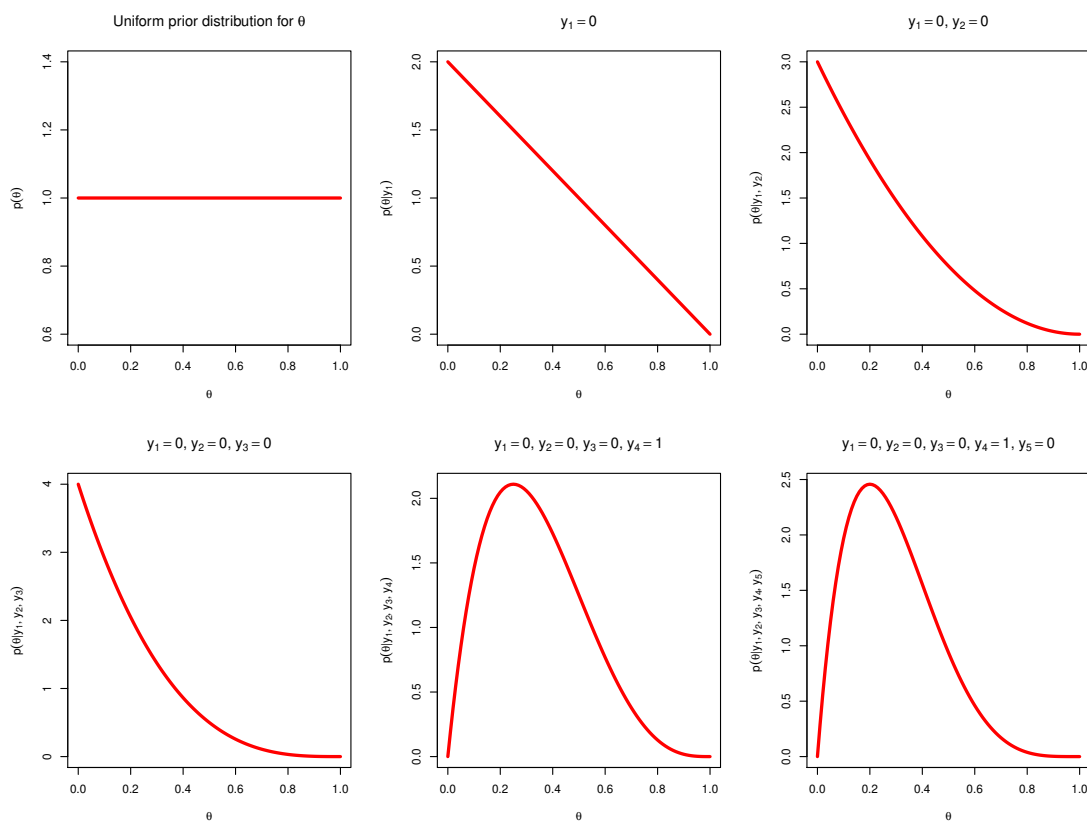 Uniform prior distribution for θ
p(θ)
1.4
1.2
1.0
0.8
0.6
0.0 0.2 0.4 0.6 0.8 1.0
θ
y₁ = 0
p(θ|y₁)
2.0
1.5
1.0
0.5
0.0
0.0 0.2 0.4 0.6 0.8 1.0
θ
y₁ = 0, y₂ = 0
p(θ|y₁, y₂)
3.0
2.5
2.0
1.5
1.0
0.5
0.0
0.0 0.2 0.4 0.6 0.8 1.0
θ
y₁ = 0, y₂ = 0, y₃ = 0
p(θ|y₁, y₂, y₃)
4
3
2
1
0
0.0 0.2 0.4 0.6 0.8 1.0
θ
y₁ = 0, y₂ = 0, y₃ = 0, y₄ = 1
p(θ|y₁, y₂, y₃, y₄)
2.0
1.5
1.0
0.5
0.0
0.0 0.2 0.4 0.6 0.8 1.0
θ
y₁ = 0, y₂ = 0, y₃ = 0, y₄ = 1, y₅ = 0
p(θ|y₁, y₂, y₃, y₄, y₅)
2.5
2.0
1.5
1.0
0.5
0.0
0.0 0.2 0.4 0.6 0.8 1.0
θ